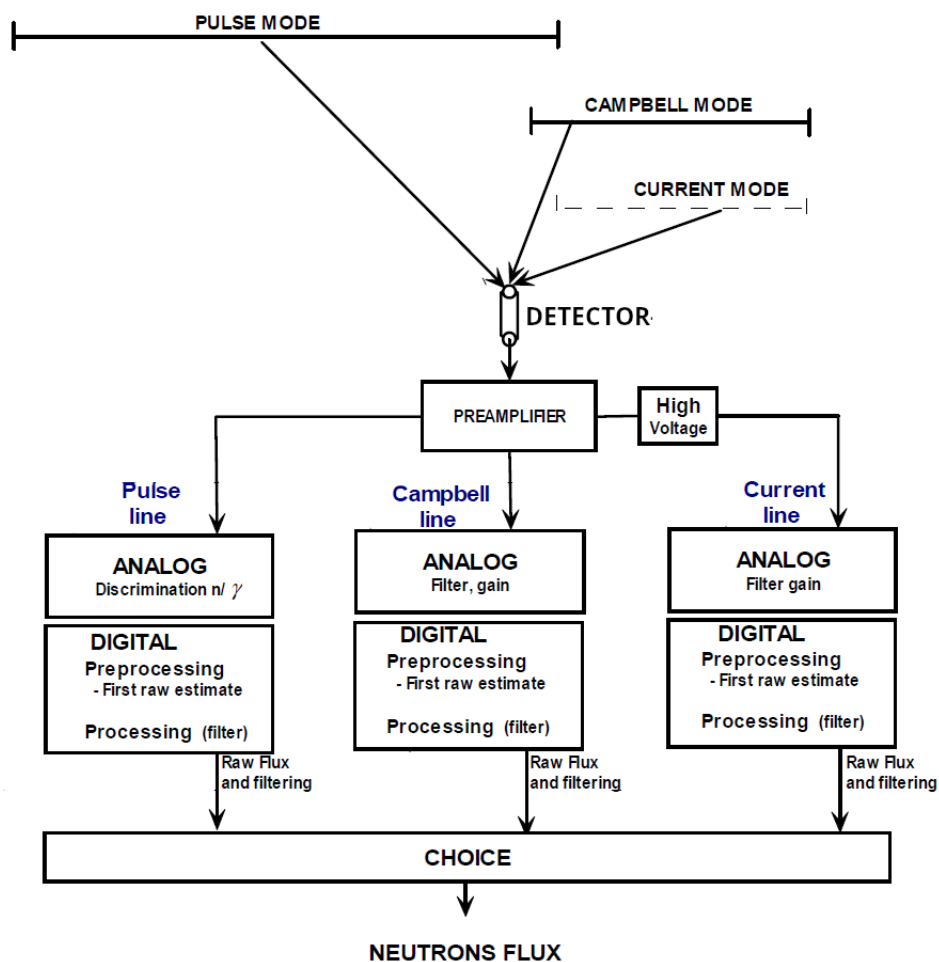 PULSE MODE
CAMPBELL MODE
CURRENT MODE
DETECTOR
PREAMPLIFIER
High
Voltage
Pulse
line
Campbell
line
Current
line
ANALOG
Discrimination n/ γ
ANALOG
Filter, gain
ANALOG
Filter gain
DIGITAL
Preprocessing
- First raw estimate
Processing (filter)
DIGITAL
Preprocessing
- First raw estimate
Processing (filter)
DIGITAL
Preprocessing
- First raw estimate
Processing (filter)
Raw Flux
and filtering
Raw Flux
and filtering
Raw Flux
and filtering
CHOICE
NEUTRONS FLUX